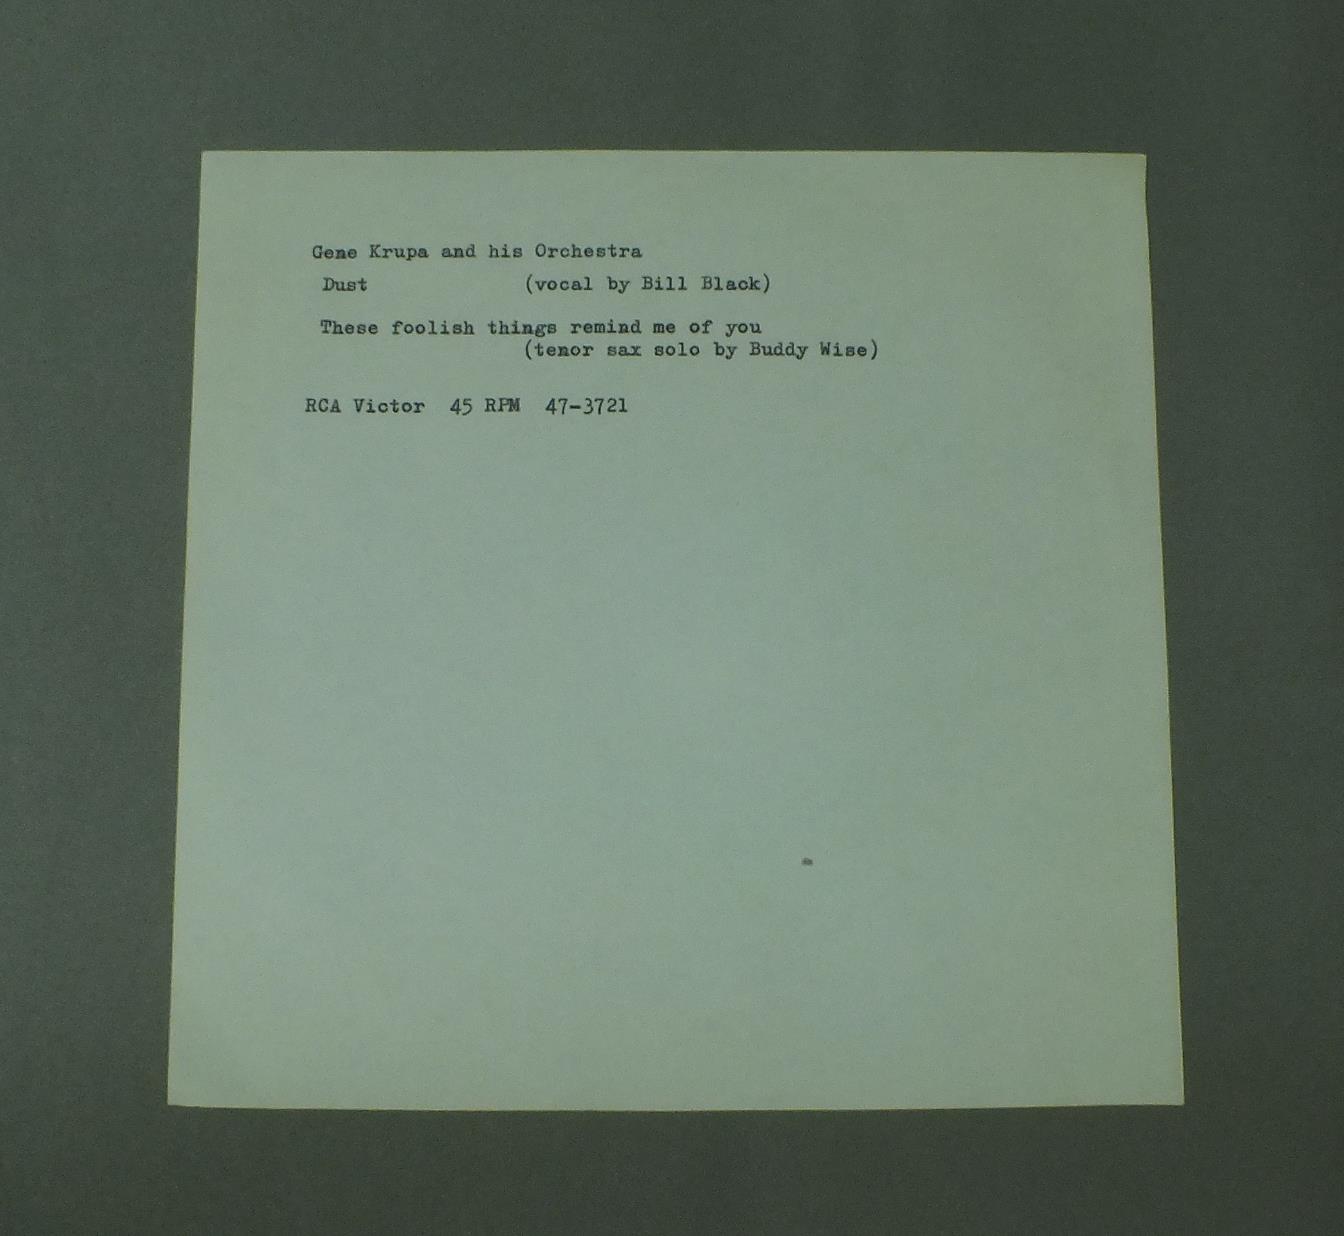 Gene Krupa and his Orchestra
Dust (vocal by Bill Black)
These foolish things remind me of you
(tenor sax solo by Buddy Wise)
RCA Victor 45 RPM 47-3721